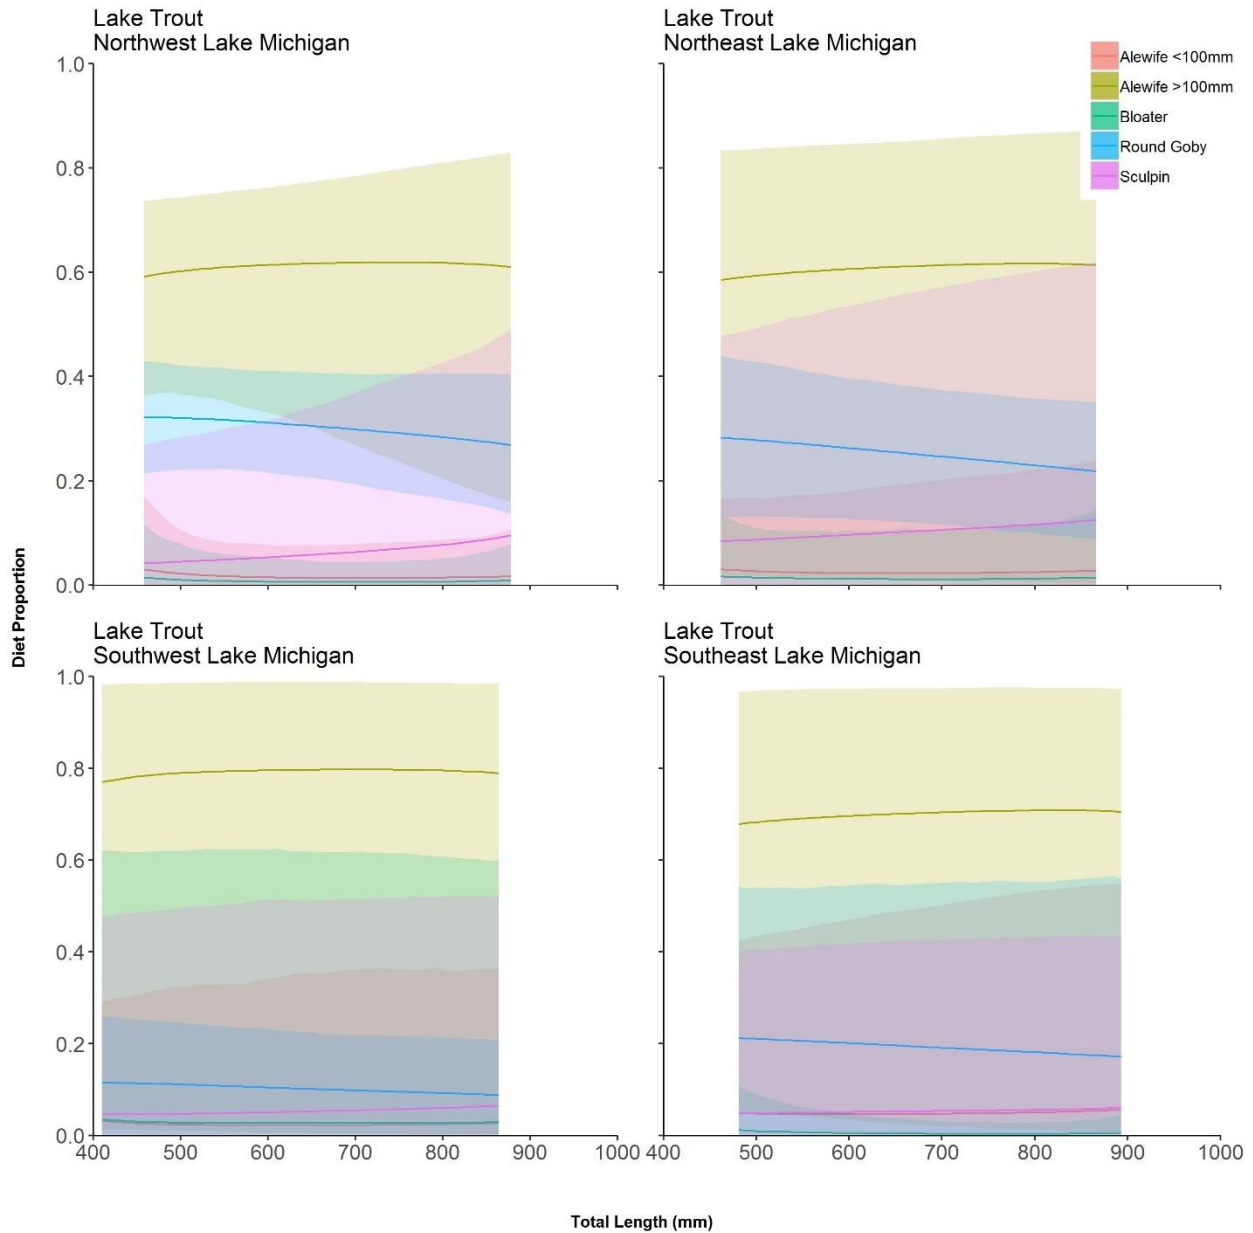 Lake Trout
Northwest Lake Michigan
Lake Trout
Northeast Lake Michigan
Alewife <100mm
Alewife >100mm
Bloater
Round Goby
Sculpin
1.0
0.8
0.6
0.4
0.2
0.0
Diet Proportion
Lake Trout
Southwest Lake Michigan
Lake Trout
Southeast Lake Michigan
1.0
0.8
0.6
0.4
0.2
0.0
400 500 600 700 800 900 1000
400 500 600 700 800 900 1000
Total Length (mm)